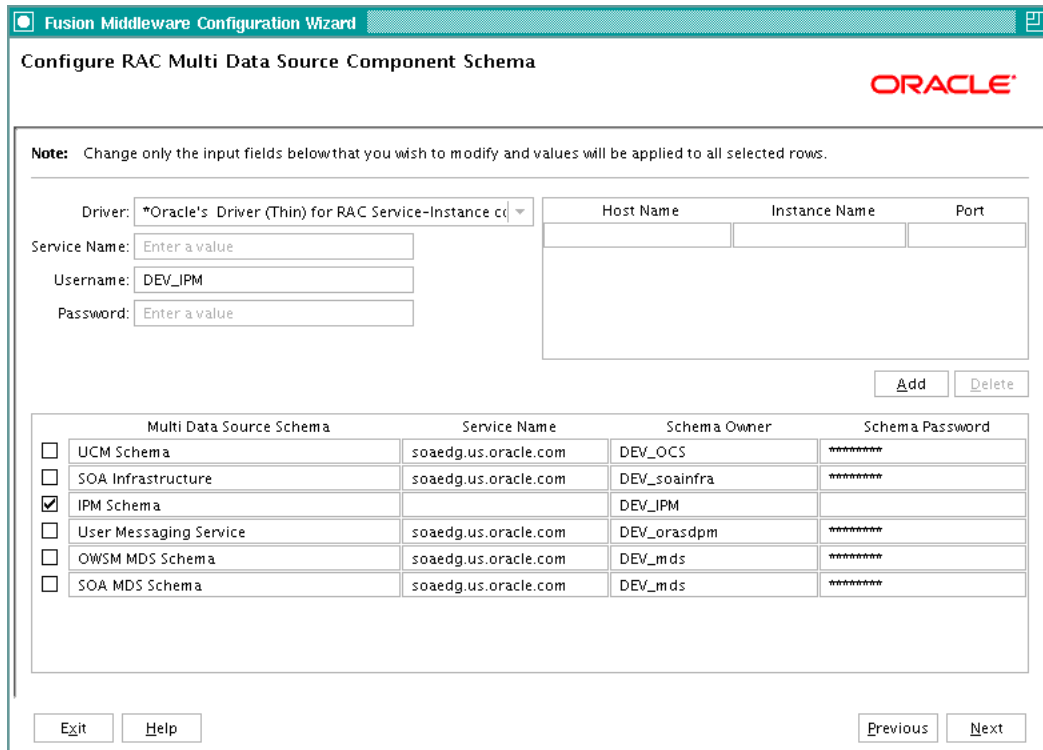 Fusion Middleware Configuration Wizard
Configure RAC Multi Data Source Component Schema
ORACLE
Note: Change only the input fields below that you wish to modify and values will be applied to all selected rows.
Driver: *Oracle's Driver (Thin) for RAC Service-Instance c
Service Name: Enter a value
Username: DEV_IPM
Password: Enter a value
Host Name Instance Name Port
Add Delete
Multi Data Source Schema Service Name Schema Owner Schema Password
UCM Schema soaedg.us.oracle.com DEV_OCS ********
SOA Infrastructure soaedg.us.oracle.com DEV_soainfra ********
IPM Schema DEV_IPM
User Messaging Service soaedg.us.oracle.com DEV_orasdpm ********
OWSM MDS Schema soaedg.us.oracle.com DEV_mds ********
SOA MDS Schema soaedg.us.oracle.com DEV_mds ********
Exit Help Previous Next